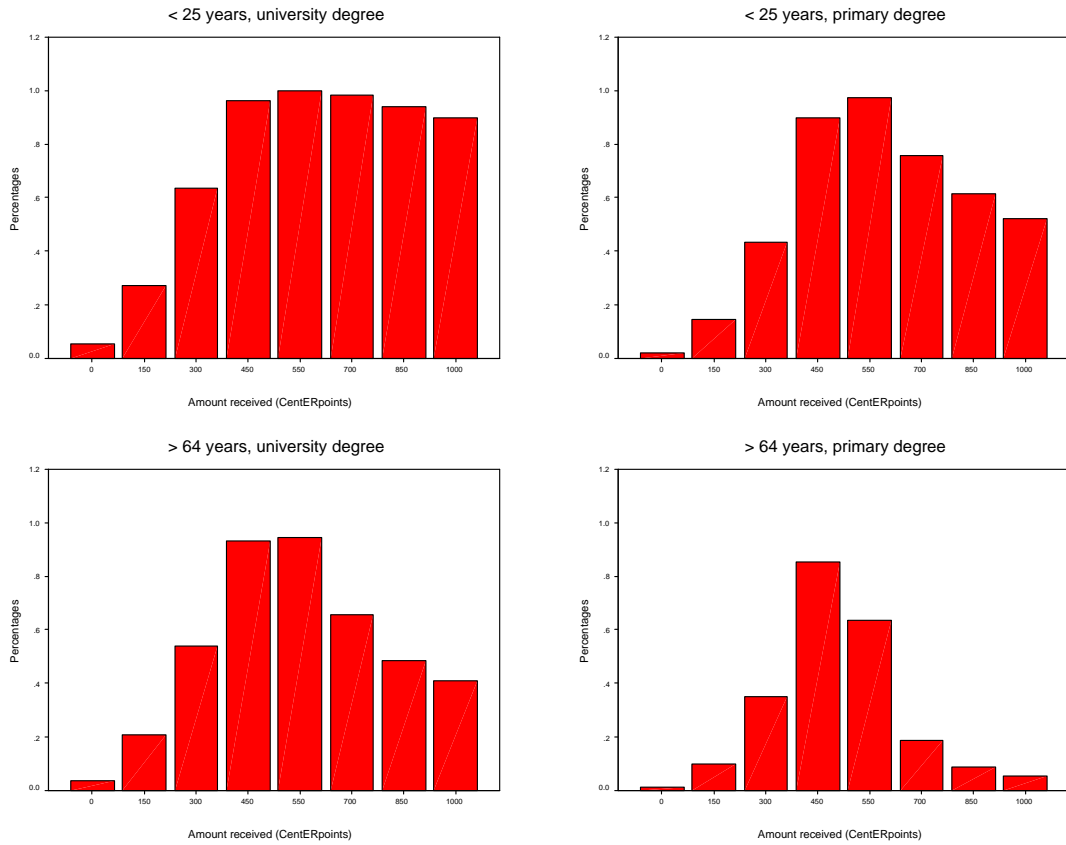 < 25 years, university degree
1.2
1.0
.8
.6
.4
.2
0.0
Percentages
0 150 300 450 550 700 850 1000
Amount received (CentERpoints)
< 25 years, primary degree
1.2
1.0
.8
.6
.4
.2
0.0
Percentages
0 150 300 450 550 700 850 1000
Amount received (CentERpoints)
> 64 years, university degree
1.2
1.0
.8
.6
.4
.2
0.0
Percentages
0 150 300 450 550 700 850 1000
Amount received (CentERpoints)
> 64 years, primary degree
1.2
1.0
.8
.6
.4
.2
0.0
Percentages
0 150 300 450 550 700 850 1000
Amount received (CentERpoints)